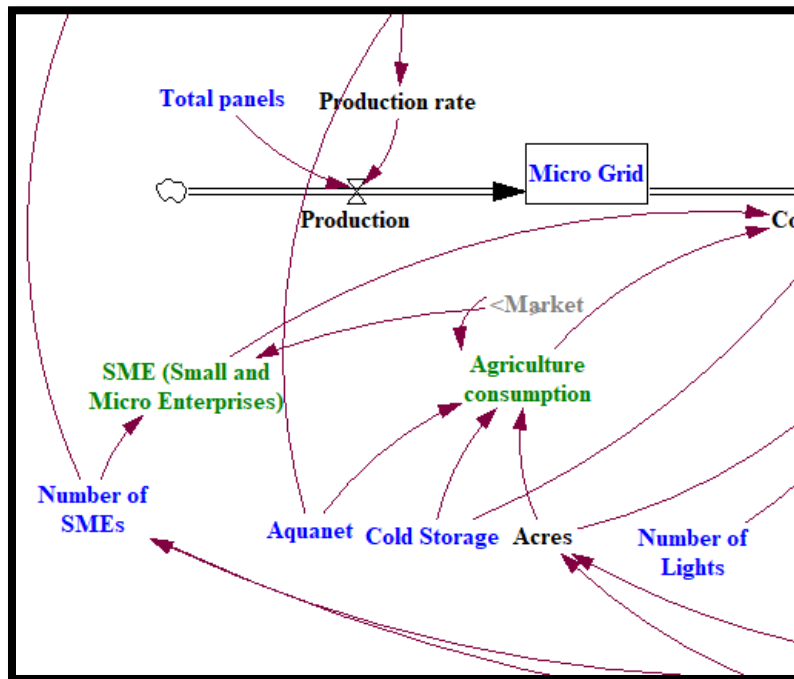 Total panels
Production rate
Micro Grid
Production
Co
<Market
SME (Small and
Micro Enterprises)
Agriculture
consumption
Number of
SMEs
Aquanet
Cold Storage
Acres
Number of
Lights